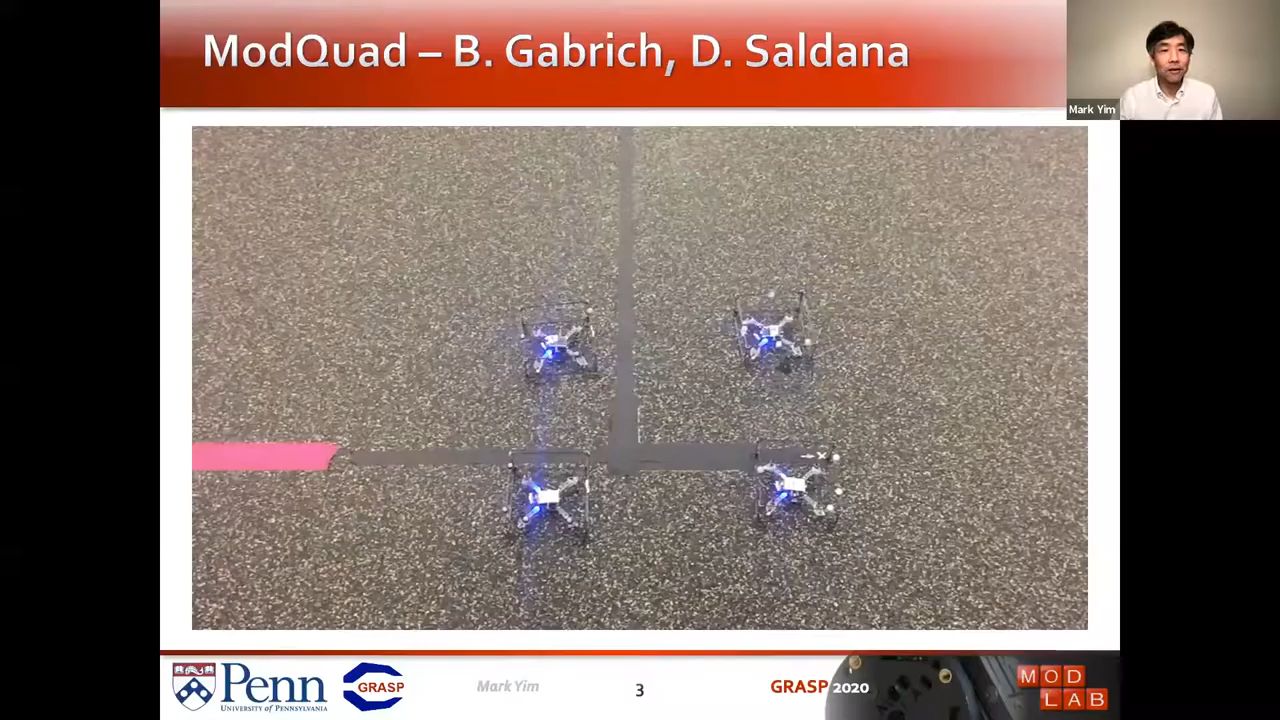 ModQuad – B. Gabrich, D. Saldana
Mark Yim
Penn
UNIVERSITY of PENNSYLVANIA
GRASP
Mark Yim
3
GRASP 2020
MOD
LAB